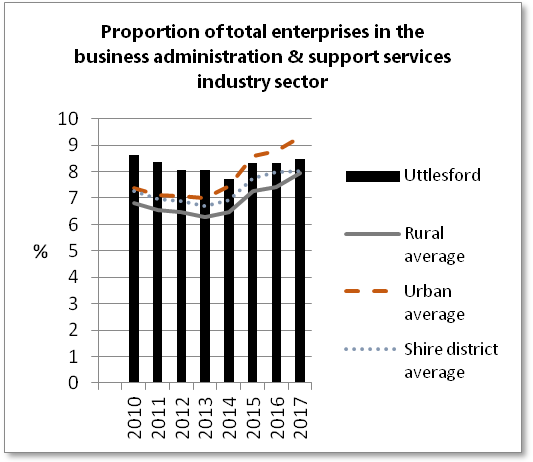 Proportion of total enterprises in the
business administration & support services
industry sector
10
9
8
7
6
5
4
3
2
1
0
%
2010
2011
2012
2013
2014
2015
2016
2017
Uttlesford
Rural
average
Urban
average
Shire district
average